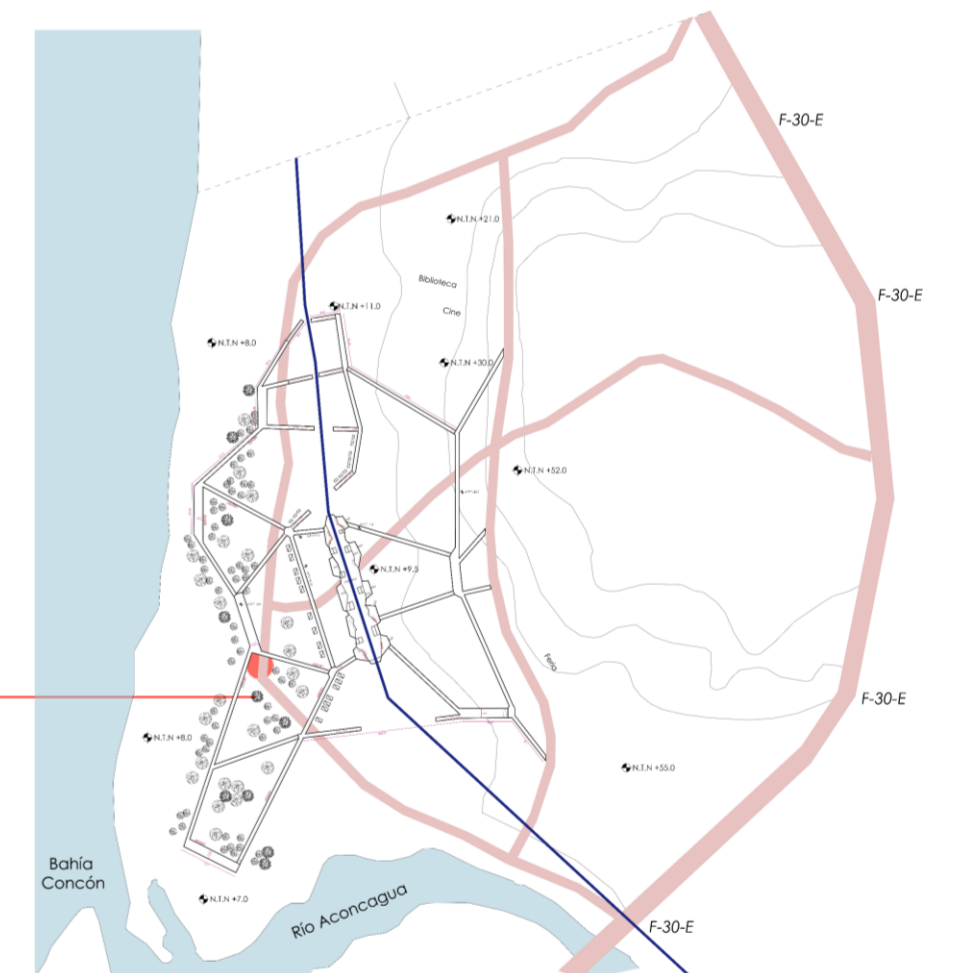 F-30-E
N.T.N +21.0
Biblioteca
Cine
F-30-E
N.T.N +11.0
N.T.N +8.0
N.T.N +30.0
N.T.N +52.0
N.T.N +9.5
Feria
F-30-E
N.T.N +8.0
N.T.N +55.0
Bahía
Concón
N.T.N +7.0
Río Aconcagua
F-30-E